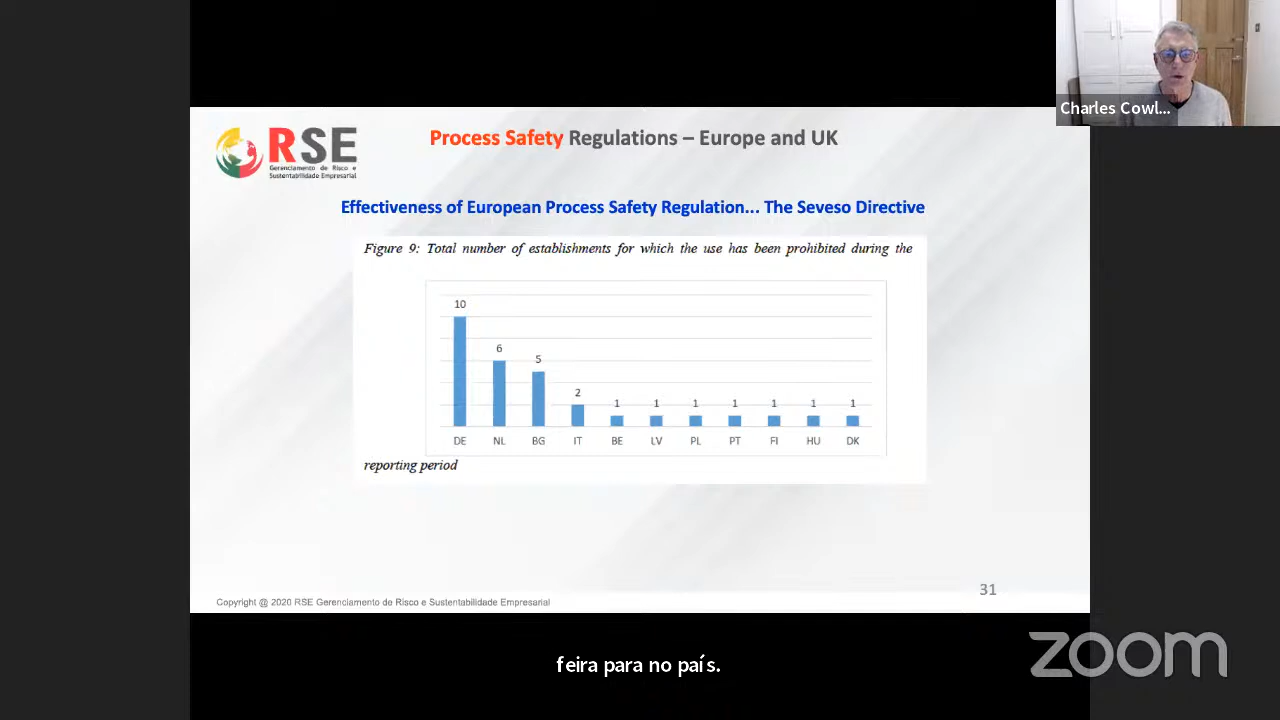 Charles Cowl...
RSE
Gerenciamento de Risco e
Sustentabilidade Empresarial
Process Safety Regulations – Europe and UK
Effectiveness of European Process Safety Regulation... The Seveso Directive
Figure 9: Total number of establishments for which the use has been prohibited during the
10
6
5
2
1
1
1
1
1
1
1
DE NL BG IT BE LV PL PT FI HU DK
reporting period
31
Copyright @ 2020 RSE Gerenciamento de Risco e Sustentabilidade Empresarial
feira para no país.
zoom